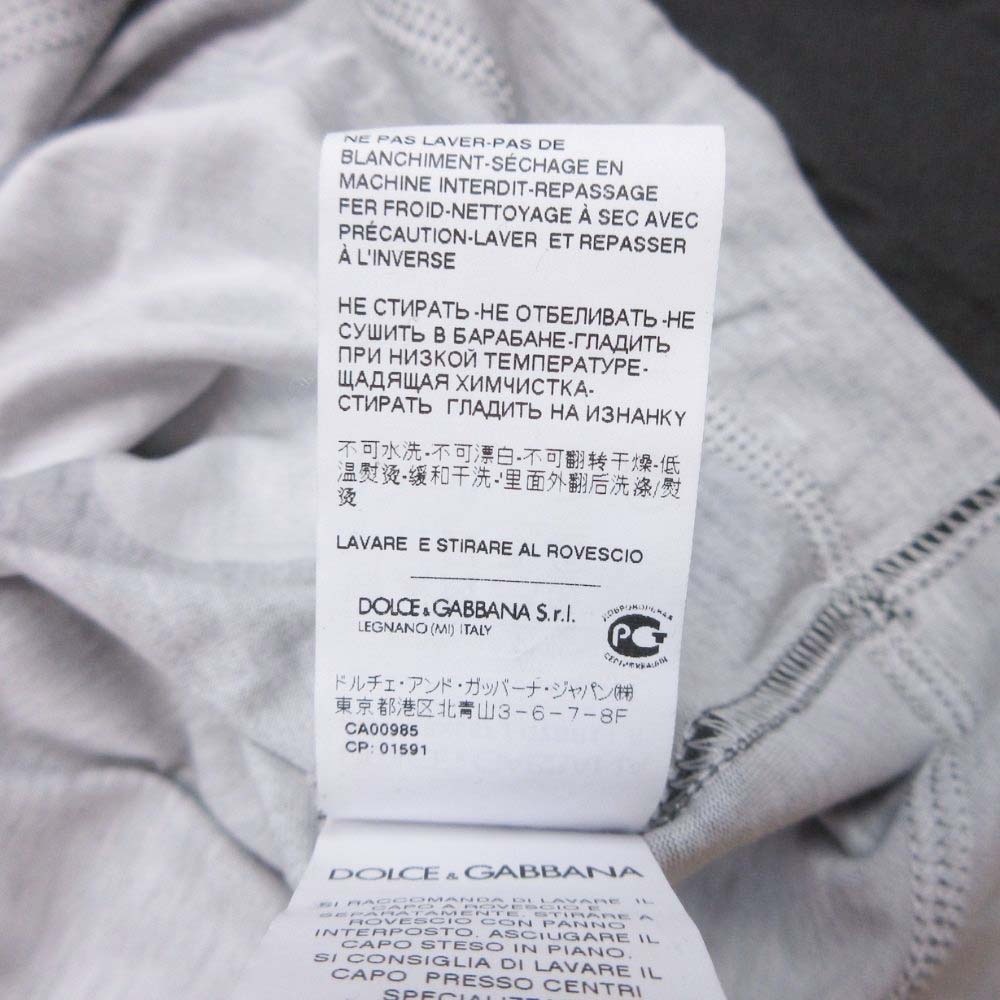 NE PAS LAVER-PAS DE
BLANCHIMENT-SÉCHAGE EN
MACHINE INTERDIT-REPASSAGE
FER FROID-NETTOYAGE À SEC AVEC
PRÉCAUTION-LAVER ET REPASSER
À L'INVERSE
НЕ СТИРАТЬ-НЕ ОТБЕЛИВАТЬ-НЕ
СУШИТЬ В БАРАБАНЕ-ГЛАДИТЬ
ПРИ НИЗКОЙ ТЕМПЕРАТУРЕ-
ЩАДЯЩАЯ ХИМЧИСТКА-
СТИРАТЬ ГЛАДИТЬ НА ИЗНАНКУ
不可水洗-不可漂白-不可翻转干燥-低
温熨烫-缓和干洗-里面外翻后洗涤/熨
烫
LAVARE E STIRARE AL ROVESCIO
DOLCE & GABBANA S.r.l.
LEGNANO (MI) ITALY
ДОБРОВОЛЬНАЯ
РСТ
СЕРТИФИКАЦИЯ
ドルチェ・アンド・ガッバーナ・ジャパン㈱
東京都港区北青山3-6-7-8F
CA00985
CP: 01591
DOLCE & GABBANA
SI RACCOMANDA DI LAVARE IL
CAPO A ROVESCIO E
SEPARATAMENTE. STIRARE A
ROVESCIO CON PANNO
INTERPOSTO. ASCIUGARE IL
CAPO STESO IN PIANO.
SI CONSIGLIA DI LAVARE IL
CAPO PRESSO CENTRI